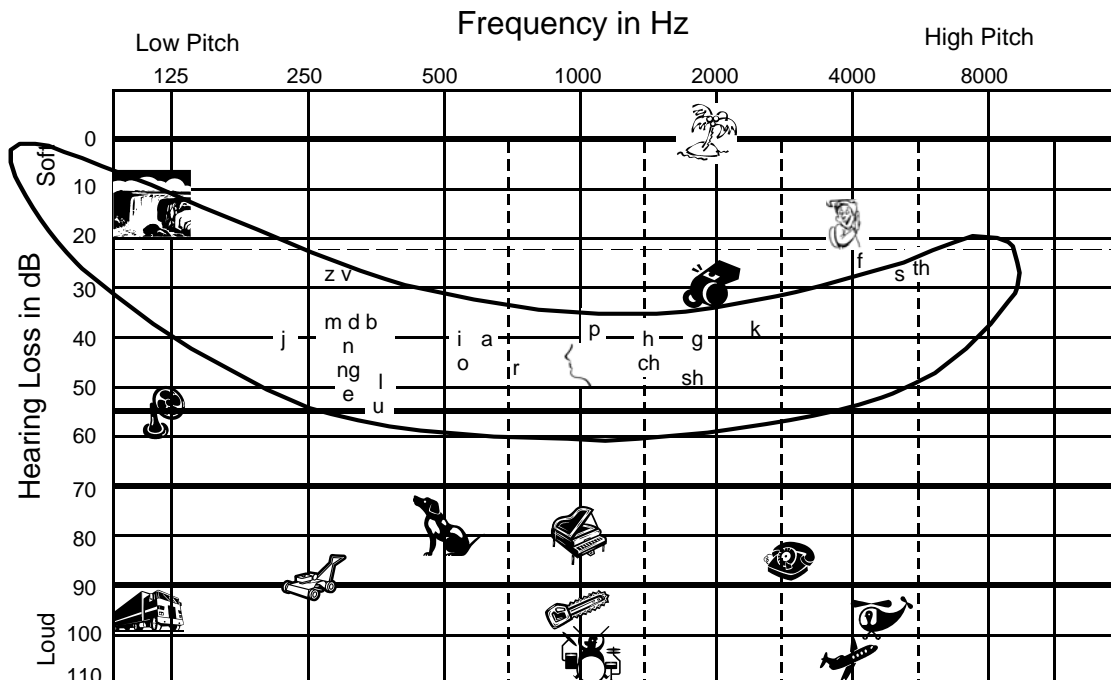 Frequency in Hz
Low Pitch High Pitch
125 250 500 1000 2000 4000 8000
Hearing Loss in dB
Soft
Loud
0
10
20
f
s th
z v
30
m d b p
j i a h g k
40
n
ng o r ch
l sh
50
e
u
60
70
80
90
100
110